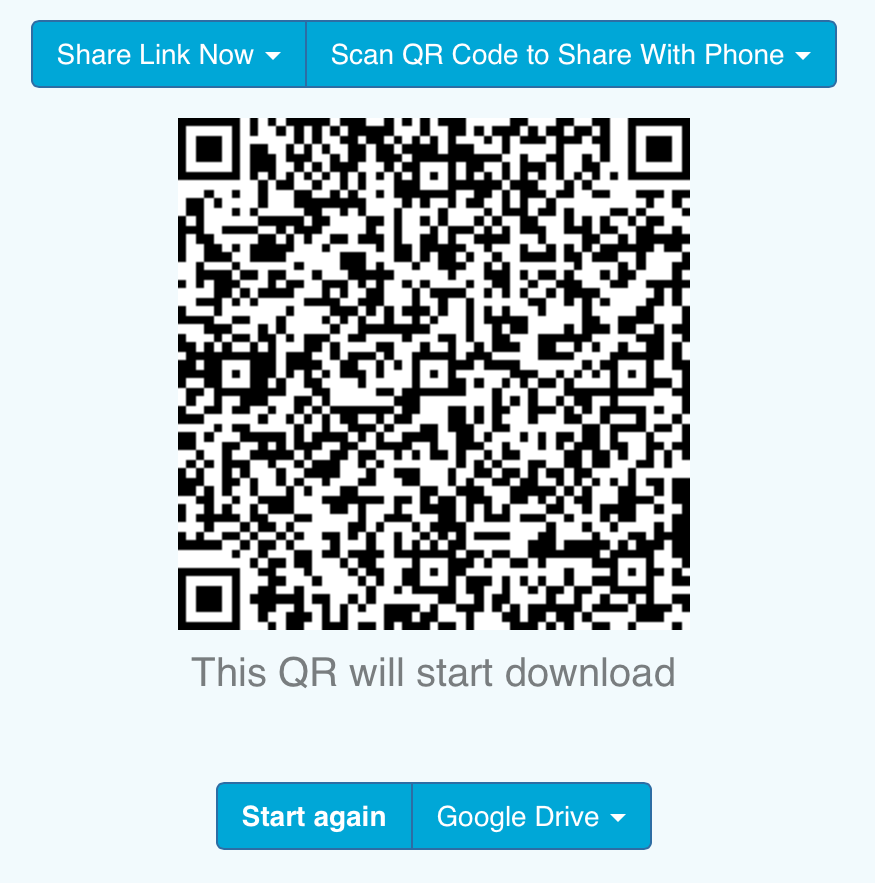 Share Link Now
Scan QR Code to Share With Phone
This QR will start download
Start again
Google Drive